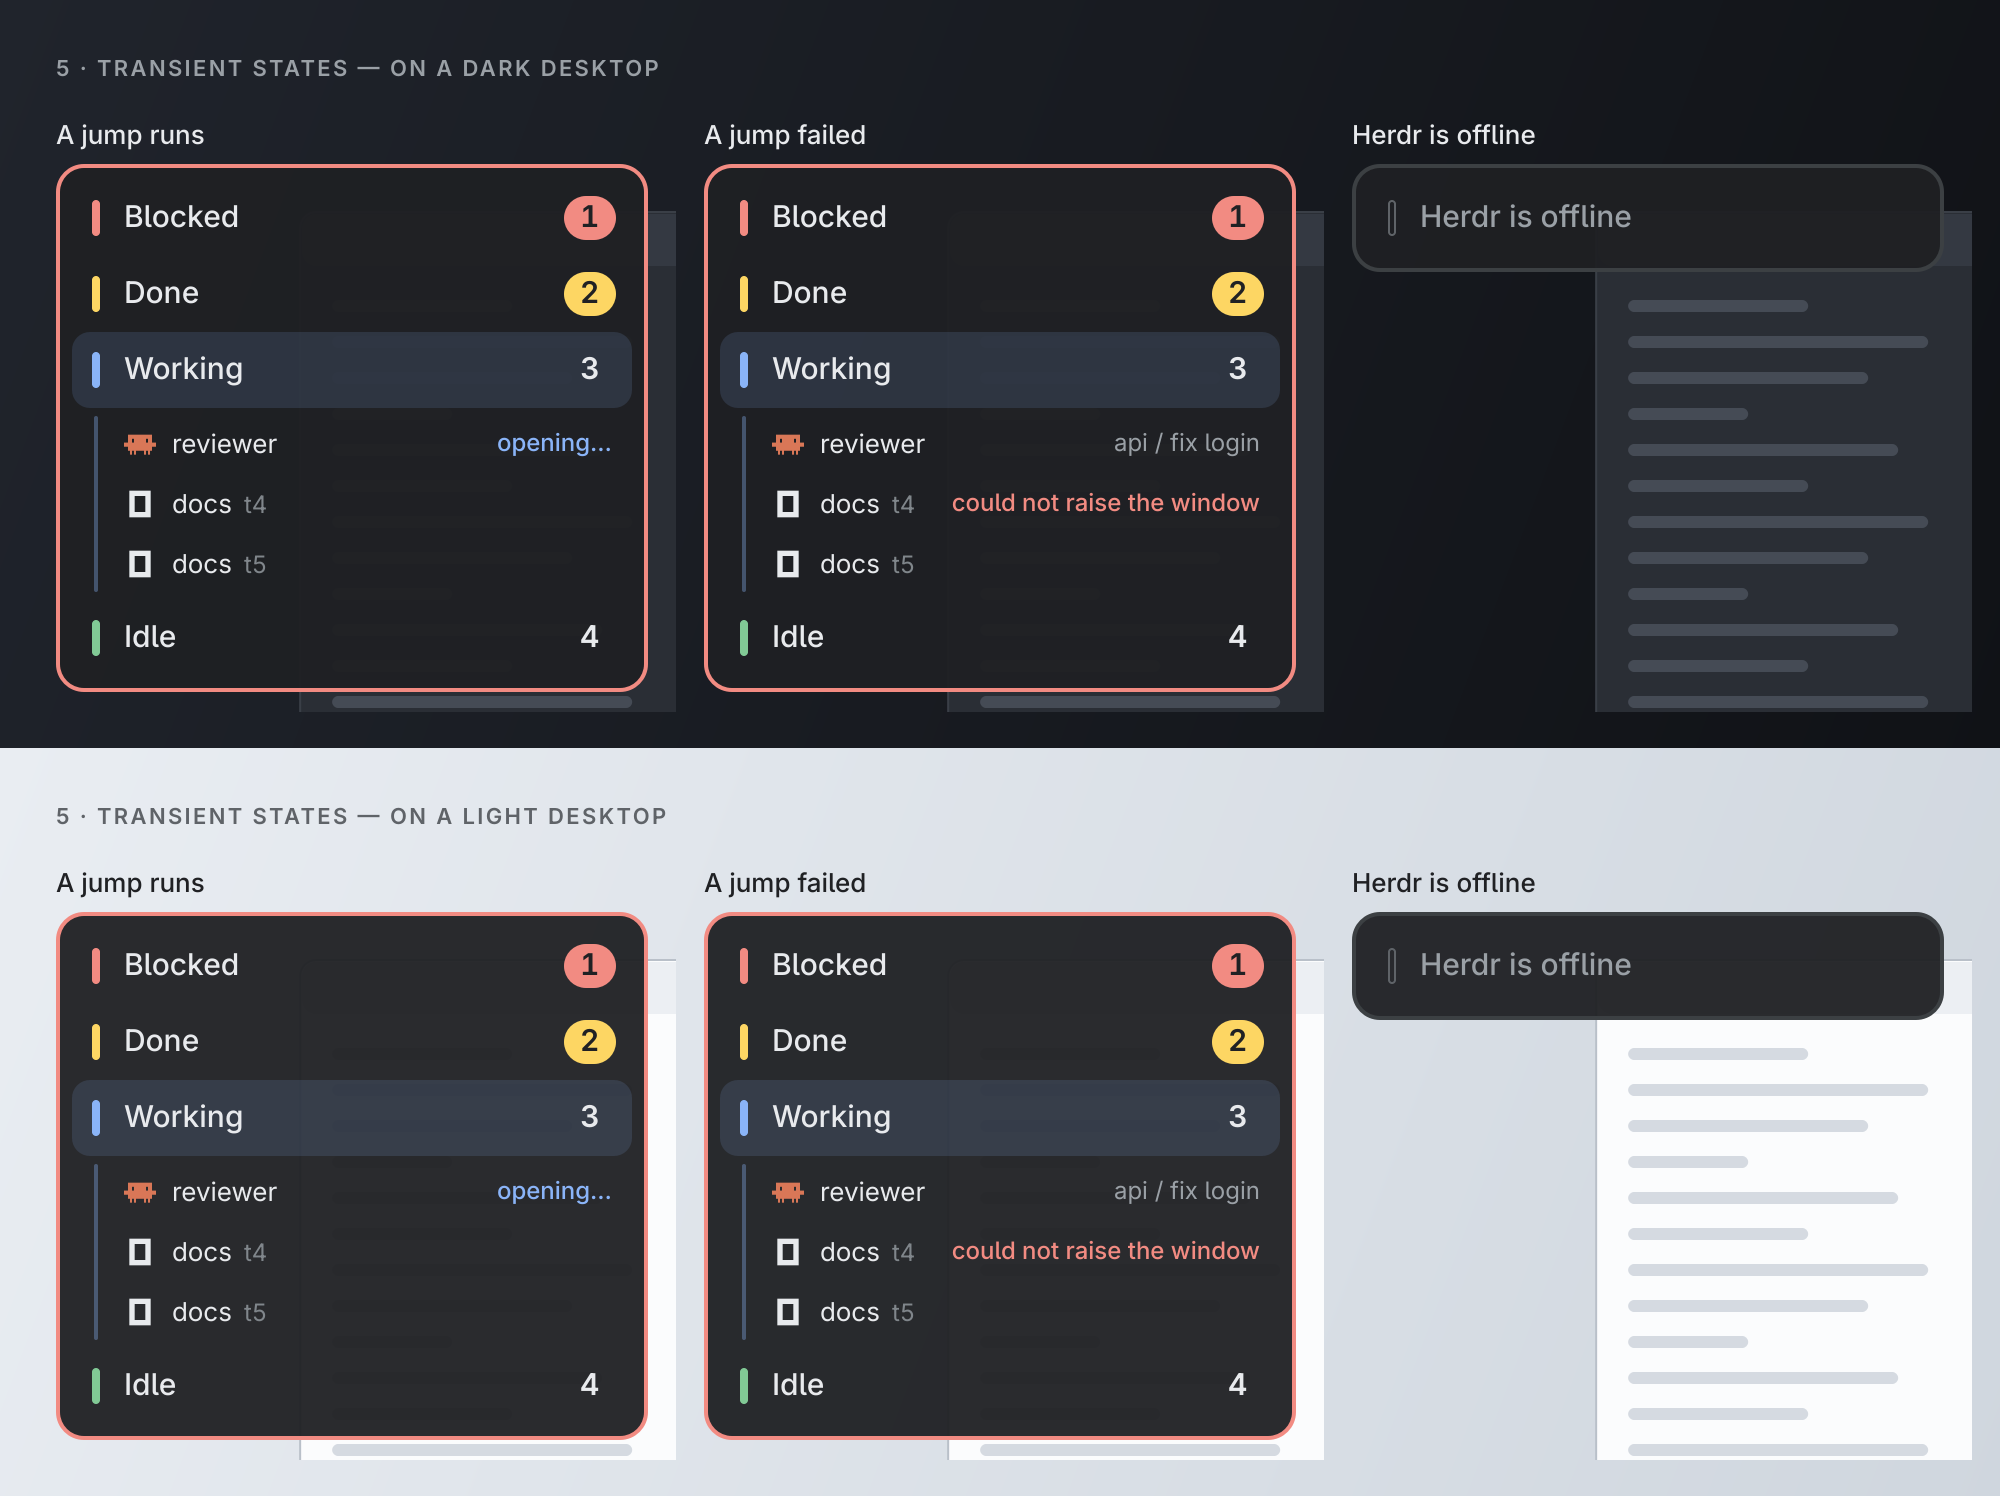 5 · TRANSIENT STATES — ON A DARK DESKTOP
A jump runs
Blocked 1
Done 2
Working 3
reviewer opening...
docs t4
docs t5
Idle 4
A jump failed
Blocked 1
Done 2
Working 3
reviewer api / fix login
docs t4 could not raise the window
docs t5
Idle 4
Herdr is offline
Herdr is offline
5 · TRANSIENT STATES — ON A LIGHT DESKTOP
A jump runs
Blocked 1
Done 2
Working 3
reviewer opening...
docs t4
docs t5
Idle 4
A jump failed
Blocked 1
Done 2
Working 3
reviewer api / fix login
docs t4 could not raise the window
docs t5
Idle 4
Herdr is offline
Herdr is offline